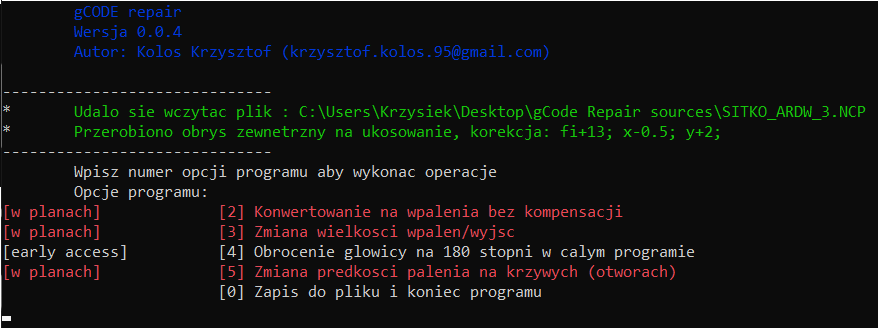 gCODE repair
Wersja 0.0.4
Autor: Kolos Krzysztof (krzysztof.kolos.95@gmail.com)
------------------------------
* Udalo sie wczytac plik : C:\Users\Krzysiek\Desktop\gCode Repair sources\SITKO_ARDW_3.NCP
* Przerobiono obrys zewnetrzny na ukosowanie, korekcja: fi+13; x-0.5; y+2;
------------------------------
Wpisz numer opcji programu aby wykonac operacje
Opcje programu:
[w planach] [2] Konwertowanie na wpalenia bez kompensacji
[w planach] [3] Zmiana wielkosci wpalen/wyjsc
[early access] [4] Obrocenie glowicy na 180 stopni w calym programie
[w planach] [5] Zmiana predkosci palenia na krzywych (otworach)
[0] Zapis do pliku i koniec programu